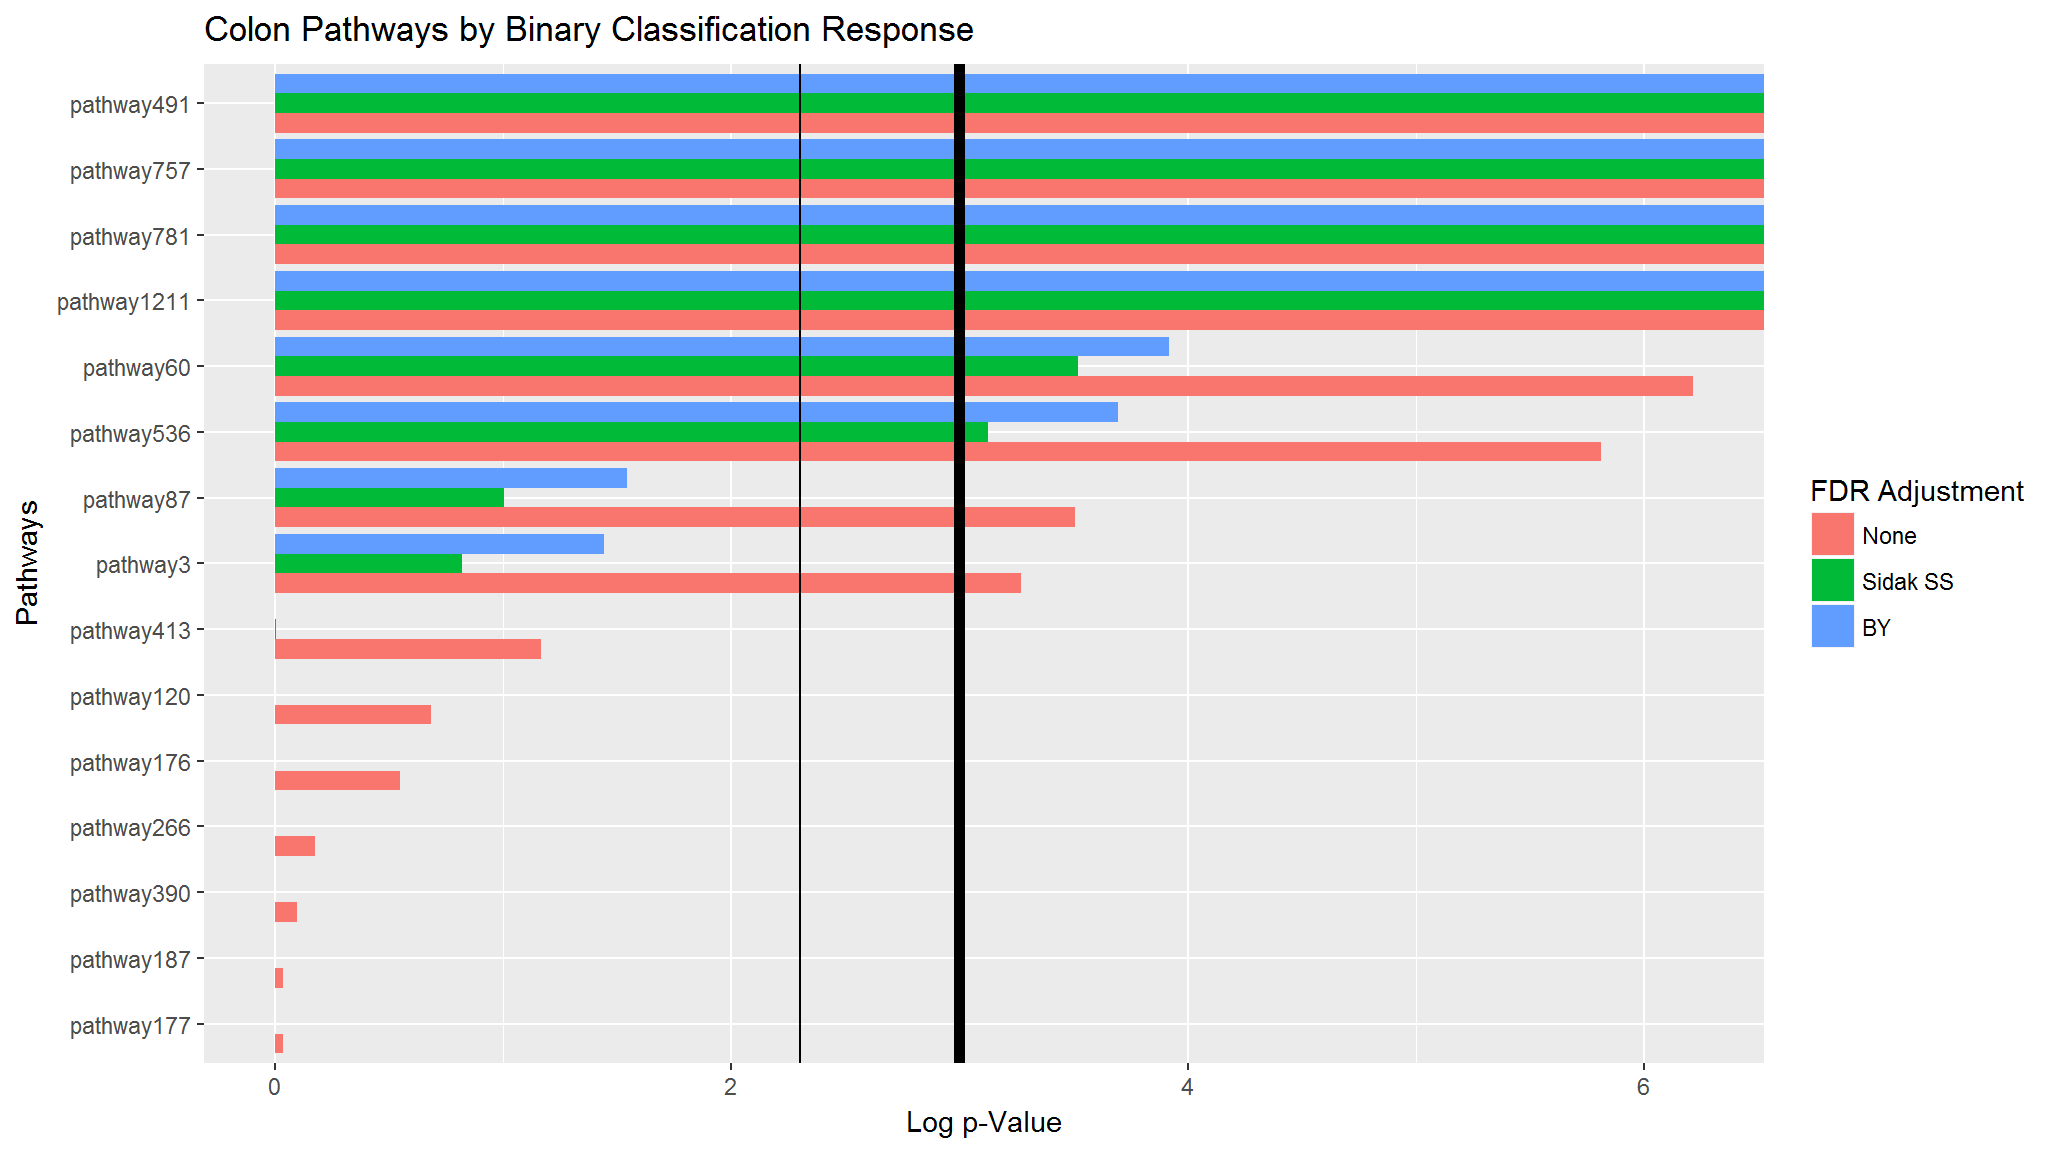 Colon Pathways by Binary Classification Response
pathway491
pathway757
pathway781
pathway1211
pathway60
pathway536
pathway87
pathway3
pathway413
pathway120
pathway176
pathway266
pathway390
pathway187
pathway177
Pathways
0 2 4 6
Log p-Value
FDR Adjustment
None
Sidak SS
BY